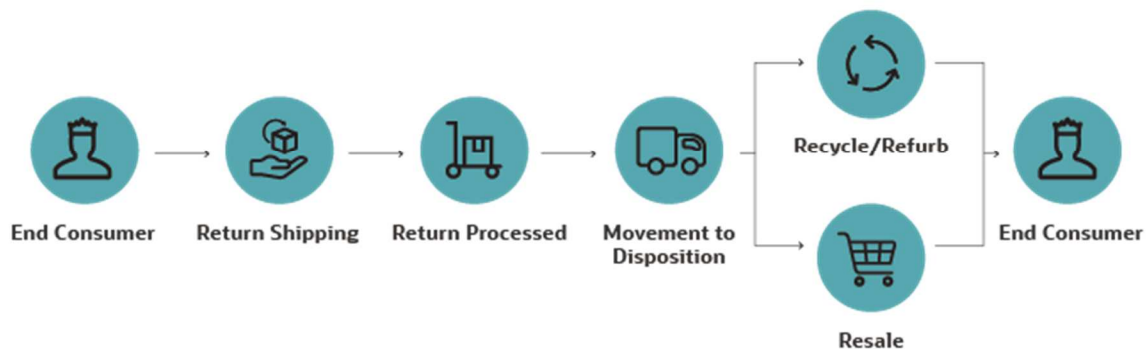 End Consumer
Return Shipping
Return Processed
Movement to
Disposition
Recycle/Refurb
Resale
End Consumer